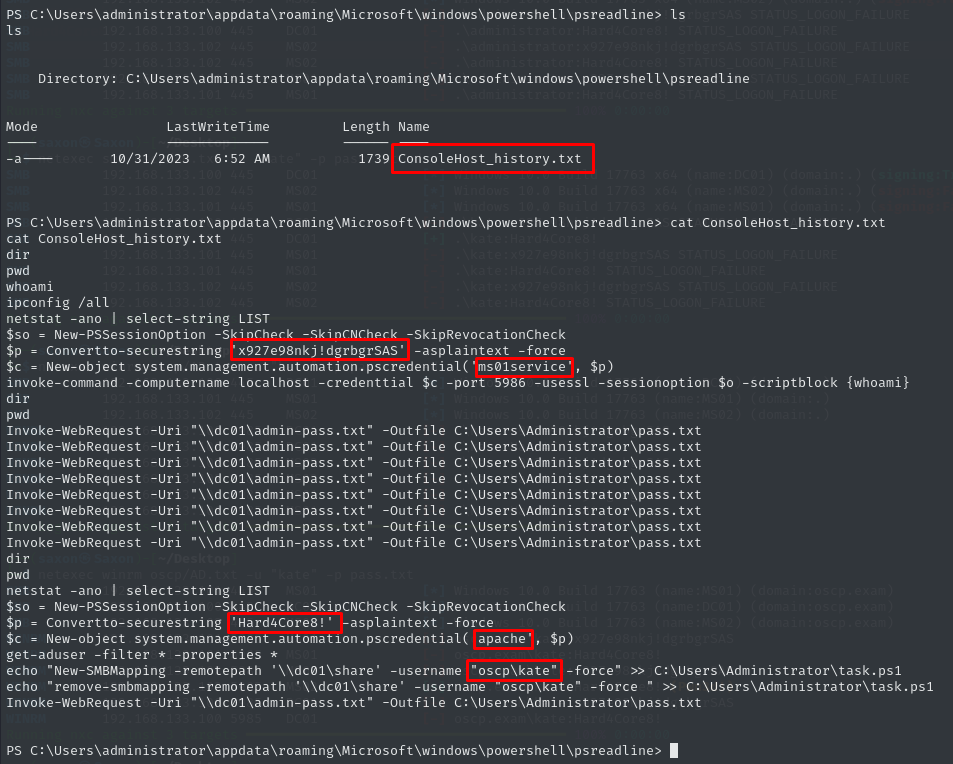 PS C:\Users\administrator\appdata\roaming\Microsoft\windows\powershell\psreadline> ls
ls
Directory: C:\Users\administrator\appdata\roaming\Microsoft\windows\powershell\psreadline
Mode LastWriteTime Length Name
-a---- 10/31/2023 6:52 AM 1739 ConsoleHost_history.txt
PS C:\Users\administrator\appdata\roaming\Microsoft\windows\powershell\psreadline> cat ConsoleHost_history.txt
cat ConsoleHost_history.txt
dir
pwd
whoami
ipconfig /all
netstat -ano | select-string LIST
$so = New-PSSessionOption -SkipCheck -SkipCNCheck -SkipRevocationCheck
$p = Convertto-securestring 'x927e98nkj!dgrbgrSAS' -asplaintext -force
$c = New-object system.management.automation.pscredential('ms01service', $p)
invoke-command -computername localhost -credenttial $c -port 5986 -usessl -sessionoption $o -scriptblock {whoami}
dir
pwd
Invoke-WebRequest -Uri "\\dc01\admin-pass.txt" -Outfile C:\Users\Administrator\pass.txt
Invoke-WebRequest -Uri "\\dc01\admin-pass.txt" -Outfile C:\Users\Administrator\pass.txt
Invoke-WebRequest -Uri "\\dc01\admin-pass.txt" -Outfile C:\Users\Administrator\pass.txt
Invoke-WebRequest -Uri "\\dc01\admin-pass.txt" -Outfile C:\Users\Administrator\pass.txt
Invoke-WebRequest -Uri "\\dc01\admin-pass.txt" -Outfile C:\Users\Administrator\pass.txt
Invoke-WebRequest -Uri "\\dc01\admin-pass.txt" -Outfile C:\Users\Administrator\pass.txt
Invoke-WebRequest -Uri "\\dc01\admin-pass.txt" -Outfile C:\Users\Administrator\pass.txt
Invoke-WebRequest -Uri "\\dc01\admin-pass.txt" -Outfile C:\Users\Administrator\pass.txt
dir
pwd
netstat -ano | select-string LIST
$so = New-PSSessionOption -SkipCheck -SkipCNCheck -SkipRevocationCheck
$p = Convertto-securestring 'Hard4Core8!' -asplaintext -force
$c = New-object system.management.automation.pscredential('apache', $p)
get-aduser -filter * -properties *
echo "New-SMBMapping -remotepath '\\dc01\share' -username "oscp\kate" -force" >> C:\Users\Administrator\task.ps1
echo "remove-smbmapping -remotepath '\\dc01\share' -username "oscp\kate" -force " >> C:\Users\Administrator\task.ps1
Invoke-WebRequest -Uri "\\dc01\admin-pass.txt" -Outfile C:\Users\Administrator\pass.txt
PS C:\Users\administrator\appdata\roaming\Microsoft\windows\powershell\psreadline>